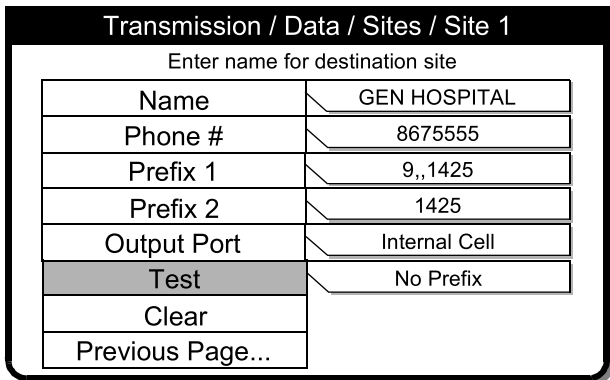 Transmission / Data / Sites / Site 1
Enter name for destination site
Name GEN HOSPITAL
Phone # 8675555
Prefix 1 9,,1425
Prefix 2 1425
Output Port Internal Cell
Test No Prefix
Clear
Previous Page...